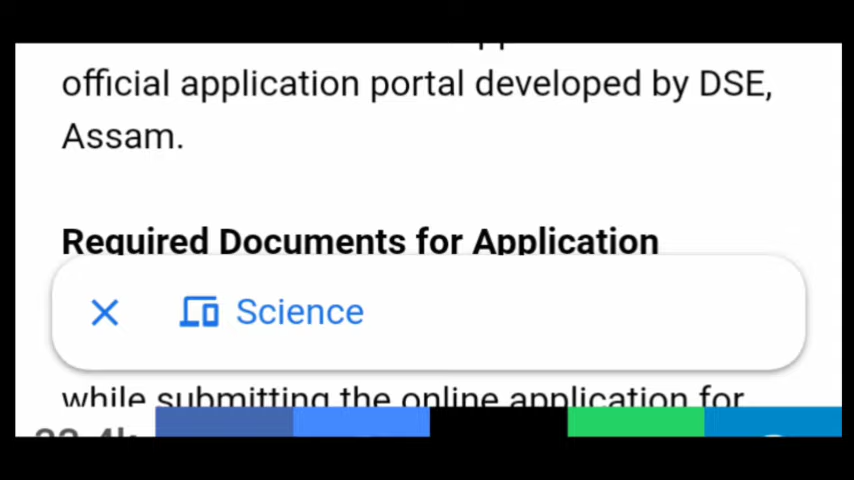 official application portal developed by DSE,
Assam.
Required Documents for Application
Science
while submitting the online application for